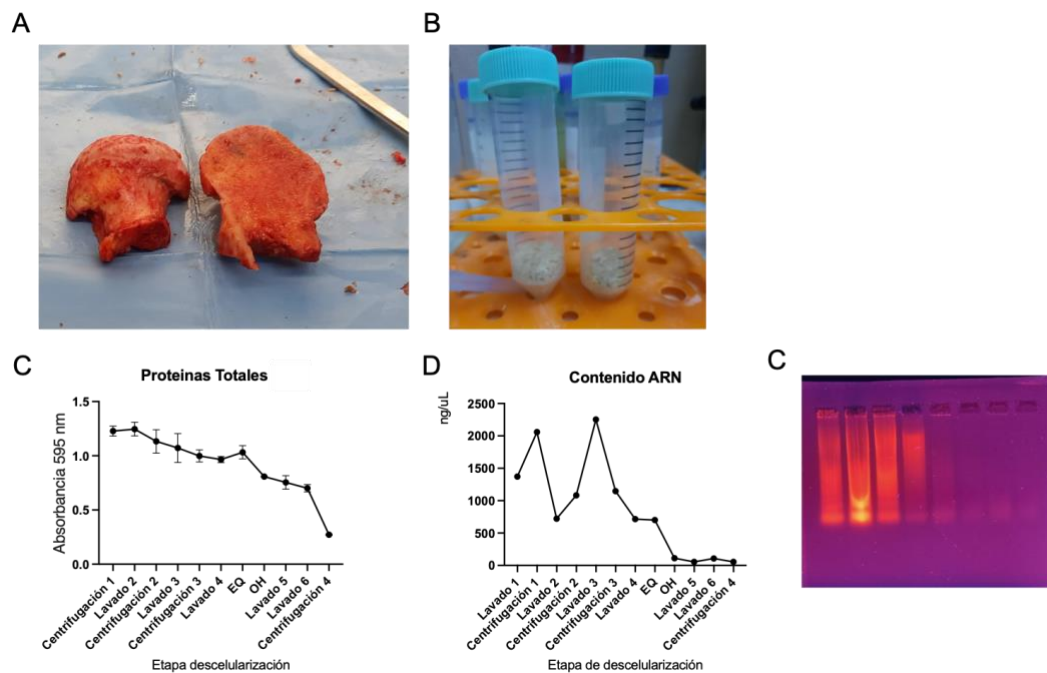 A
B
C
Proteinas Totales
Absorbancia 595 nm
1.5
1.0
0.5
0.0
Centrifugación 1
Lavado 2
Centrifugación 2
Lavado 3
Centrifugación 3
Lavado 4
EQ
OH
Lavado 5
Lavado 6
Centrifugación 4
Etapa descelularización
D
Contenido ARN
ng/uL
2500
2000
1500
1000
500
0
Lavado 1
Centrifugación 1
Lavado 2
Centrifugación 2
Lavado 3
Centrifugación 3
Lavado 4
EQ
OH
Lavado 5
Lavado 6
Centrifugación 4
Etapa de descelularización
C